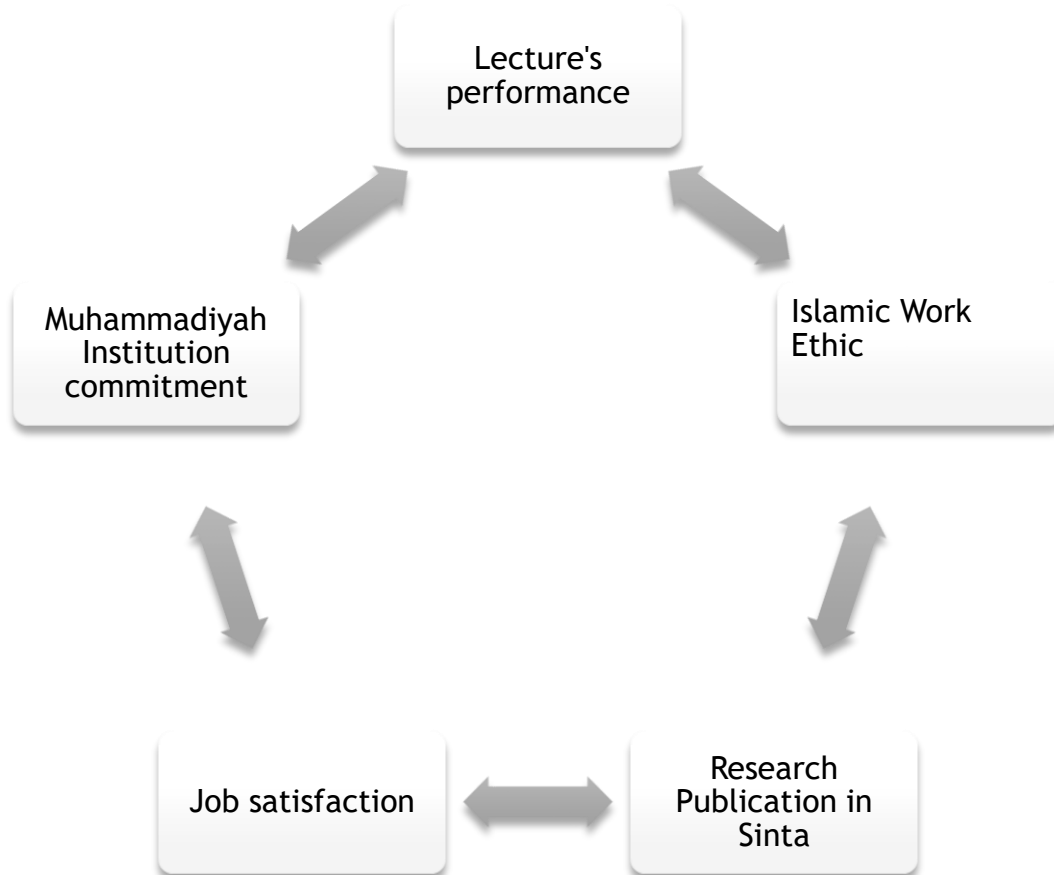 Lecture's
performance
Muhammadiyah
Institution
commitment
Islamic Work
Ethic
Job satisfaction
Research
Publication in
Sinta